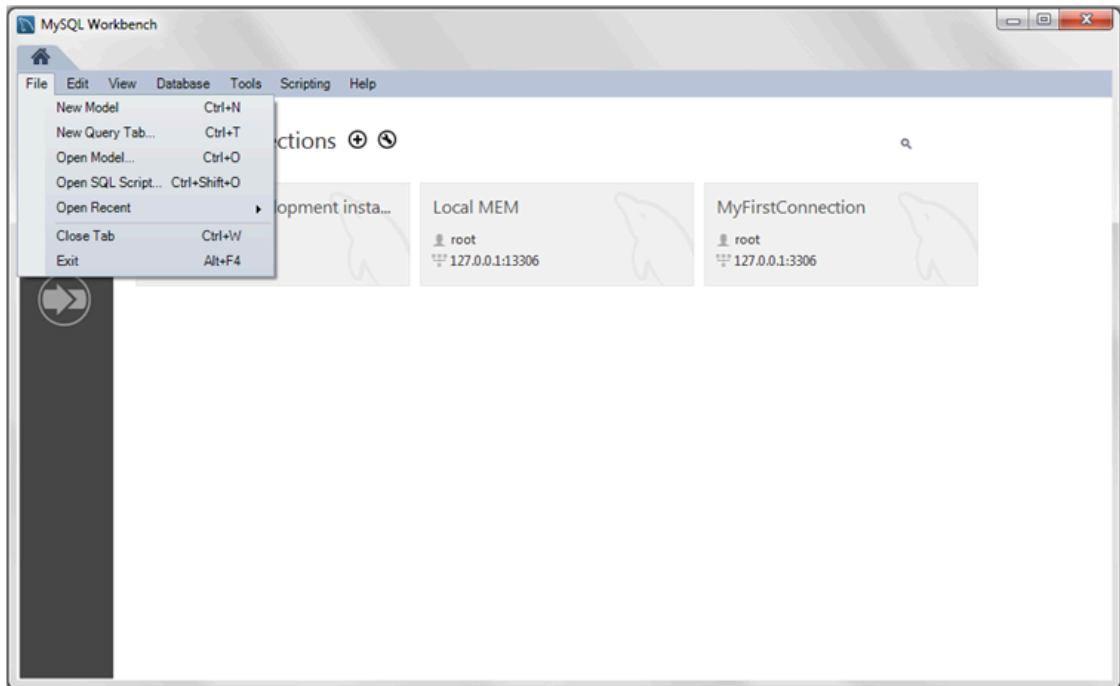 MySQL Workbench
File Edit View Database Tools Scripting Help
New Model Ctrl+N
New Query Tab... Ctrl+T
Open Model... Ctrl+O
Open SQL Script... Ctrl+Shift+O
Open Recent
Close Tab Ctrl+W
Exit Alt+F4
ctions
lopment insta...
Local MEM
root
127.0.0.1:13306
MyFirstConnection
root
127.0.0.1:3306